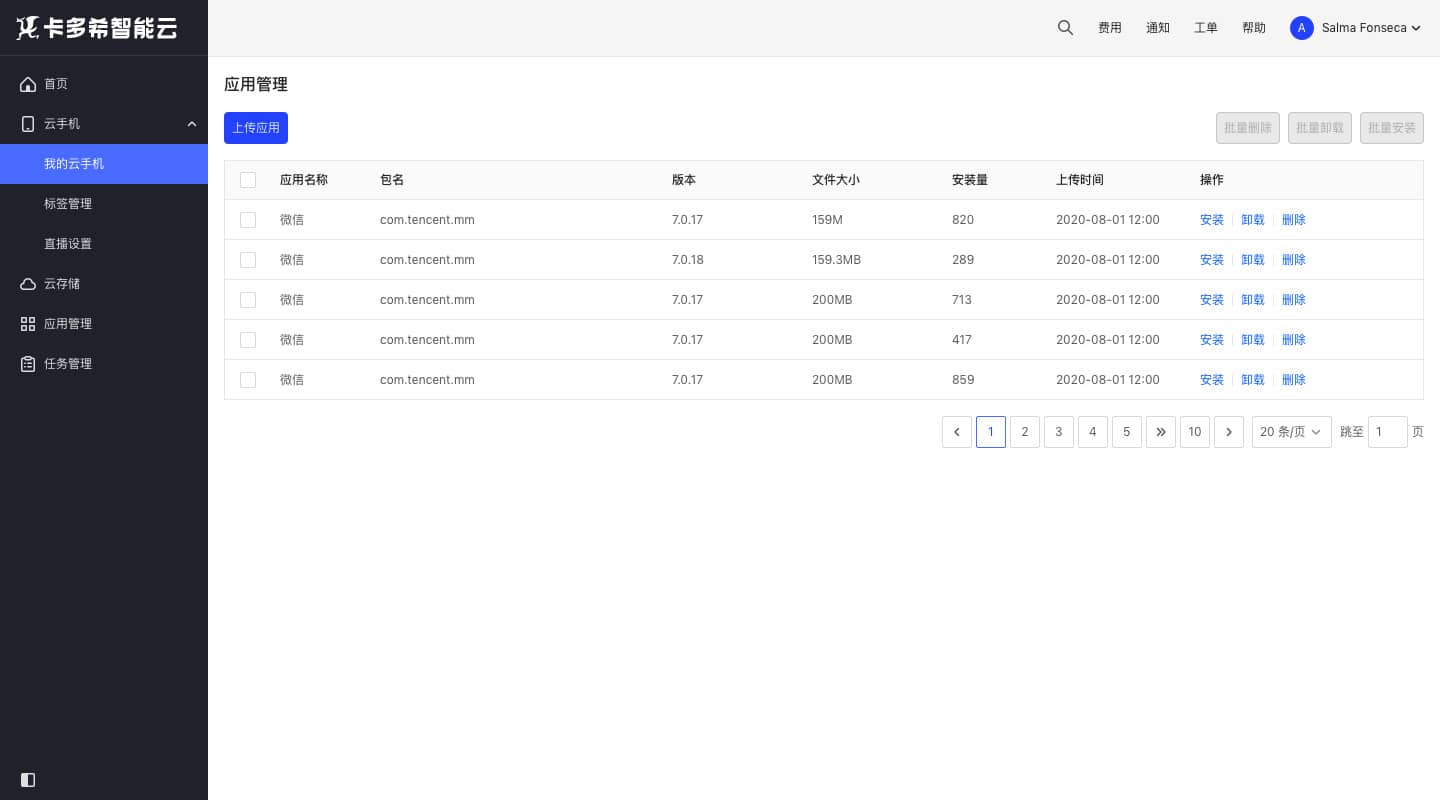 卡多希智能云
费用 通知 工单 帮助 A Salma Fonseca
首页
云手机
我的云手机
标签管理
直播设置
云存储
应用管理
任务管理
应用管理
上传应用 批量删除 批量卸载 批量安装
应用名称 包名 版本 文件大小 安装量 上传时间 操作
微信 com.tencent.mm 7.0.17 159M 820 2020-08-01 12:00 安装 卸载 删除
微信 com.tencent.mm 7.0.18 159.3MB 289 2020-08-01 12:00 安装 卸载 删除
微信 com.tencent.mm 7.0.17 200MB 713 2020-08-01 12:00 安装 卸载 删除
微信 com.tencent.mm 7.0.17 200MB 417 2020-08-01 12:00 安装 卸载 删除
微信 com.tencent.mm 7.0.17 200MB 859 2020-08-01 12:00 安装 卸载 删除
1 2 3 4 5 10 20 条/页 跳至 1 页